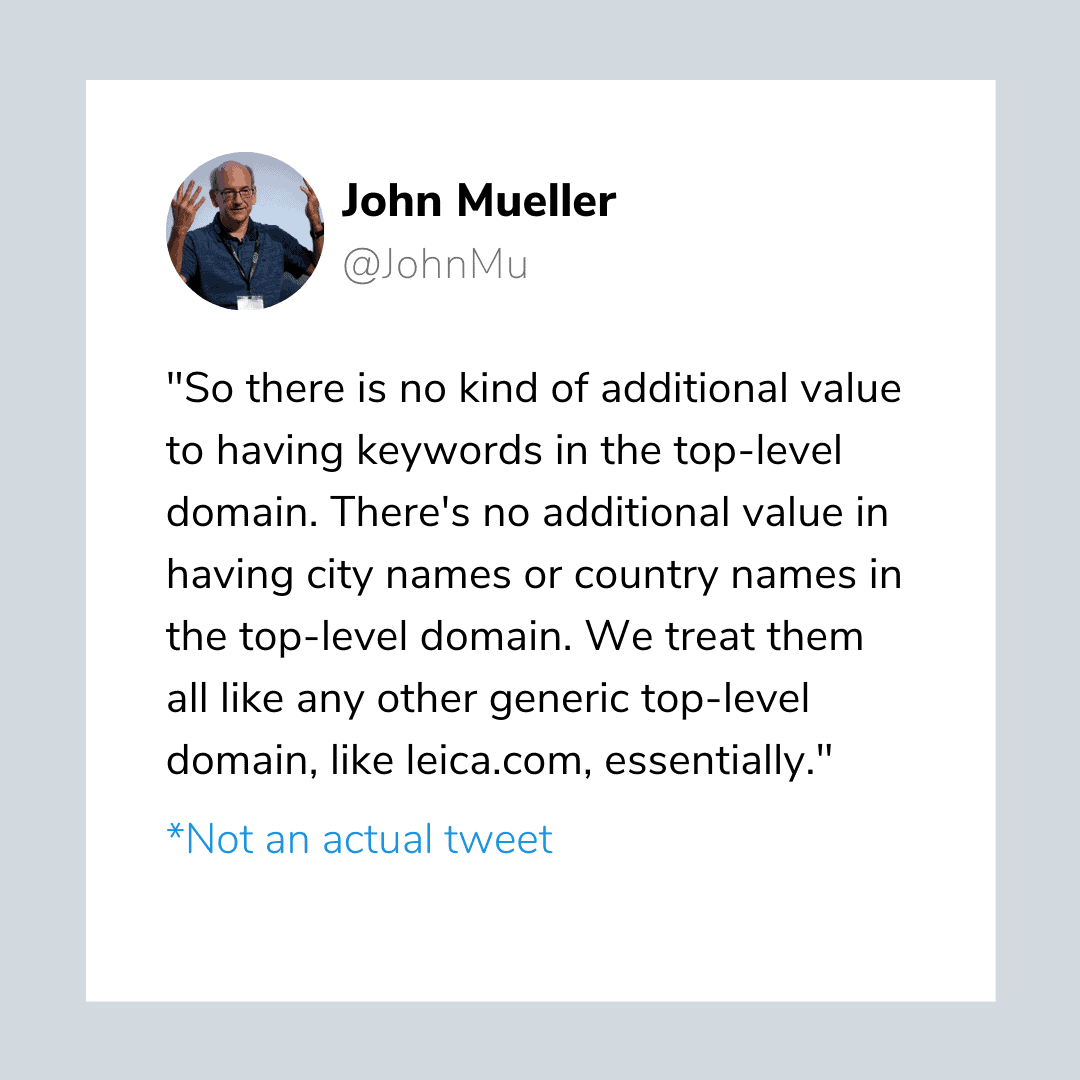 John Mueller
@JohnMu
"So there is no kind of additional value
to having keywords in the top-level
domain. There's no additional value in
having city names or country names in
the top-level domain. We treat them
all like any other generic top-level
domain, like leica.com, essentially."
*Not an actual tweet